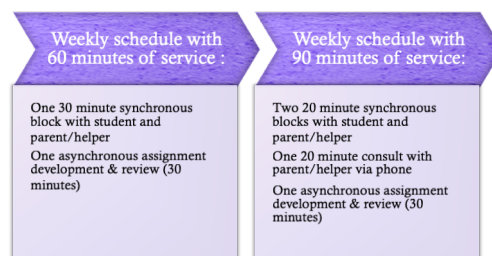 Weekly schedule with
60 minutes of service :
One 30 minute synchronous
block with student and
parent/helper
One asynchronous assignment
development & review (30
minutes)
Weekly schedule with
90 minutes of service:
Two 20 minute synchronous
blocks with student and
parent/helper
One 20 minute consult with
parent/helper via phone
One asynchronous assignment
development & review (30
minutes)